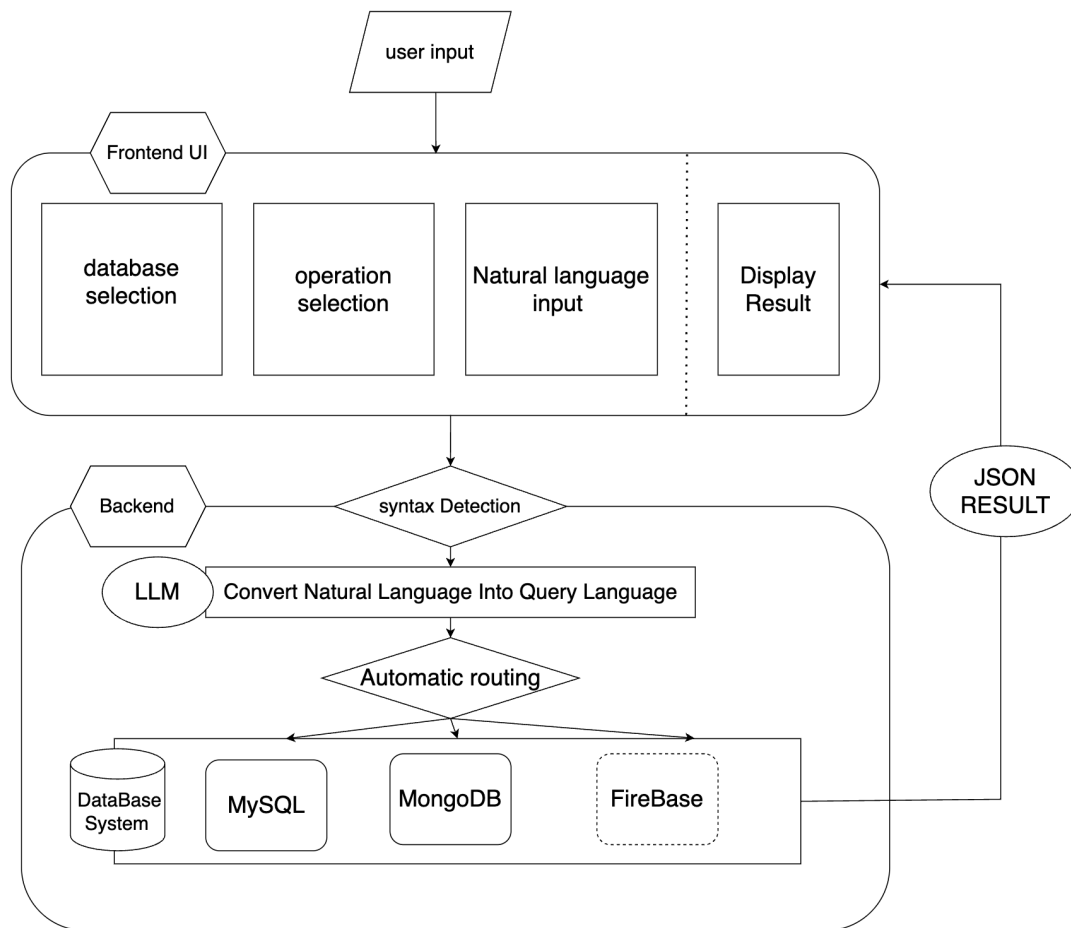 user input
Frontend UI
database
selection
operation
selection
Natural language
input
Display
Result
Backend
syntax Detection
JSON
RESULT
LLM
Convert Natural Language Into Query Language
Automatic routing
DataBase
System
MySQL
MongoDB
FireBase